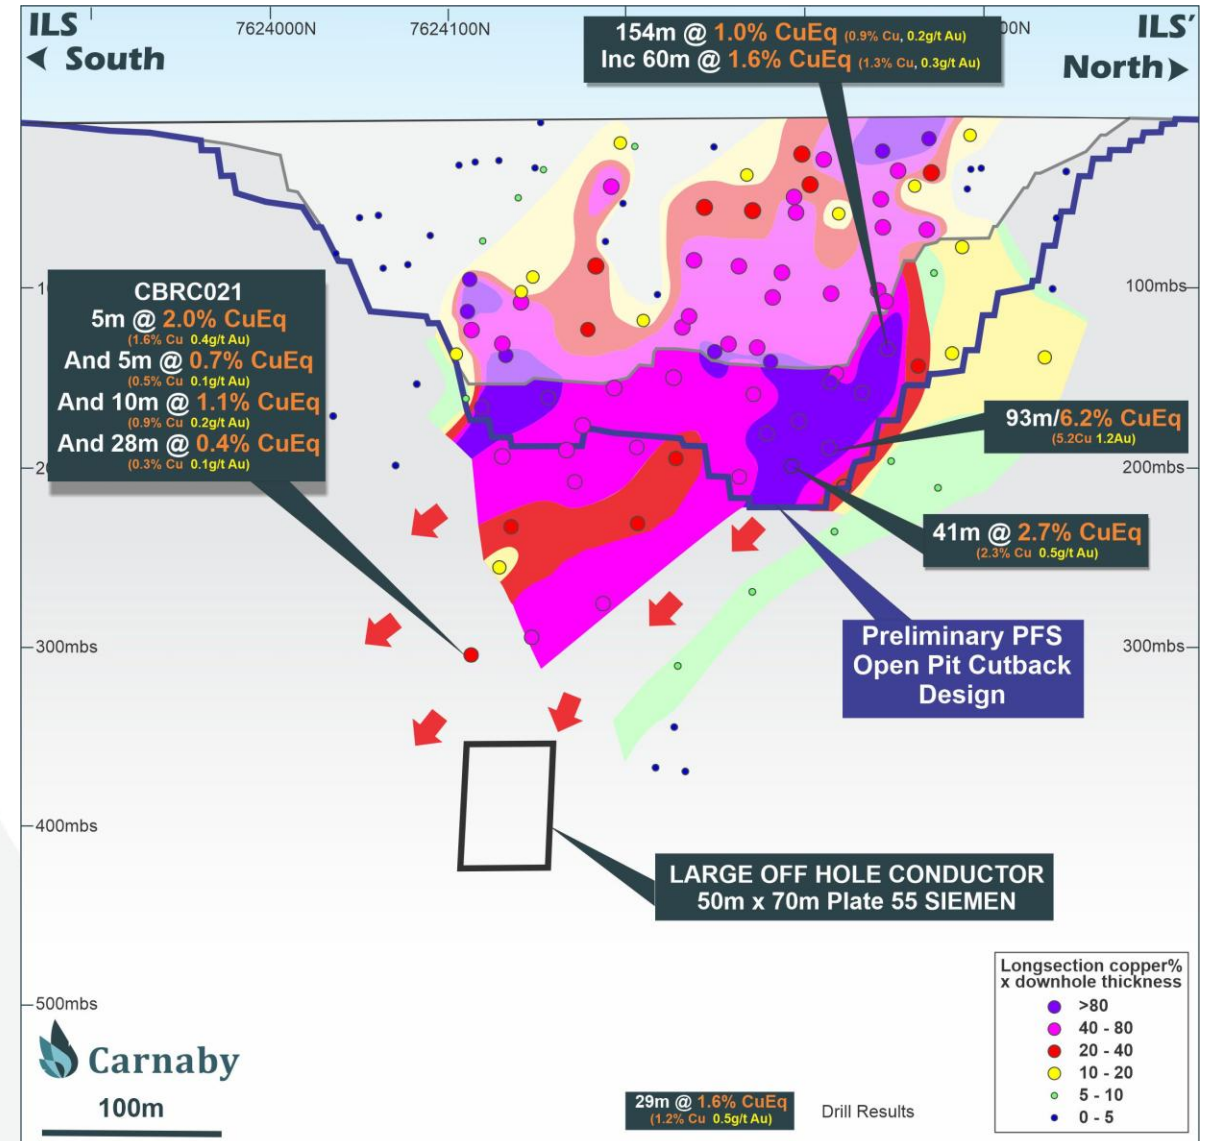 ILS
South
7624000N
7624100N
00N
ILS'
North
154m @ 1.0% CuEq (0.9% Cu, 0.2g/t Au)
Inc 60m @ 1.6% CuEq (1.3% Cu, 0.3g/t Au)
CBRC021
5m @ 2.0% CuEq
(1.6% Cu 0.4g/t Au)
And 5m @ 0.7% CuEq
(0.5% Cu 0.1g/t Au)
And 10m @ 1.1% CuEq
(0.9% Cu 0.2g/t Au)
And 28m @ 0.4% CuEq
(0.3% Cu 0.1g/t Au)
10
100mbs
93m/6.2% CuEq
(5.2Cu 1.2Au)
20
200mbs
41m @ 2.7% CuEq
(2.3% Cu 0.5g/t Au)
Preliminary PFS
Open Pit Cutback
Design
300mbs
300mbs
400mbs
LARGE OFF HOLE CONDUCTOR
50m x 70m Plate 55 SIEMEN
500mbs
Longsection copper%
x downhole thickness
>80
40 - 80
20 - 40
10 - 20
5 - 10
0 - 5
Carnaby
100m
29m @ 1.6% CuEq
(1.2% Cu 0.5g/t Au)
Drill Results